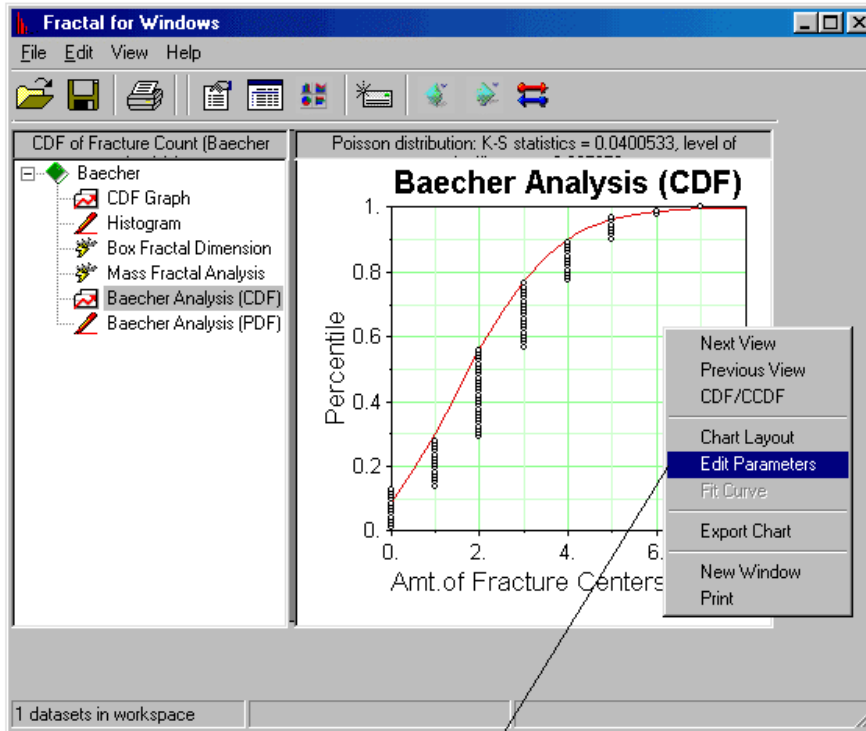 Fractal for Windows
File Edit View Help
CDF of Fracture Count (Baecher
Poisson distribution: K-S statistics = 0.0400533, level of
Baecher
CDF Graph
Histogram
Box Fractal Dimension
Mass Fractal Analysis
Baecher Analysis (CDF)
Baecher Analysis (PDF)
Baecher Analysis (CDF)
Percentile
1.
0.8
0.6
0.4
0.2
0.
0. 2. 4. 6.
Amt.of Fracture Centers
Next View
Previous View
CDF/CCDF
Chart Layout
Edit Parameters
Fit Curve
Export Chart
New Window
Print
1 datasets in workspace